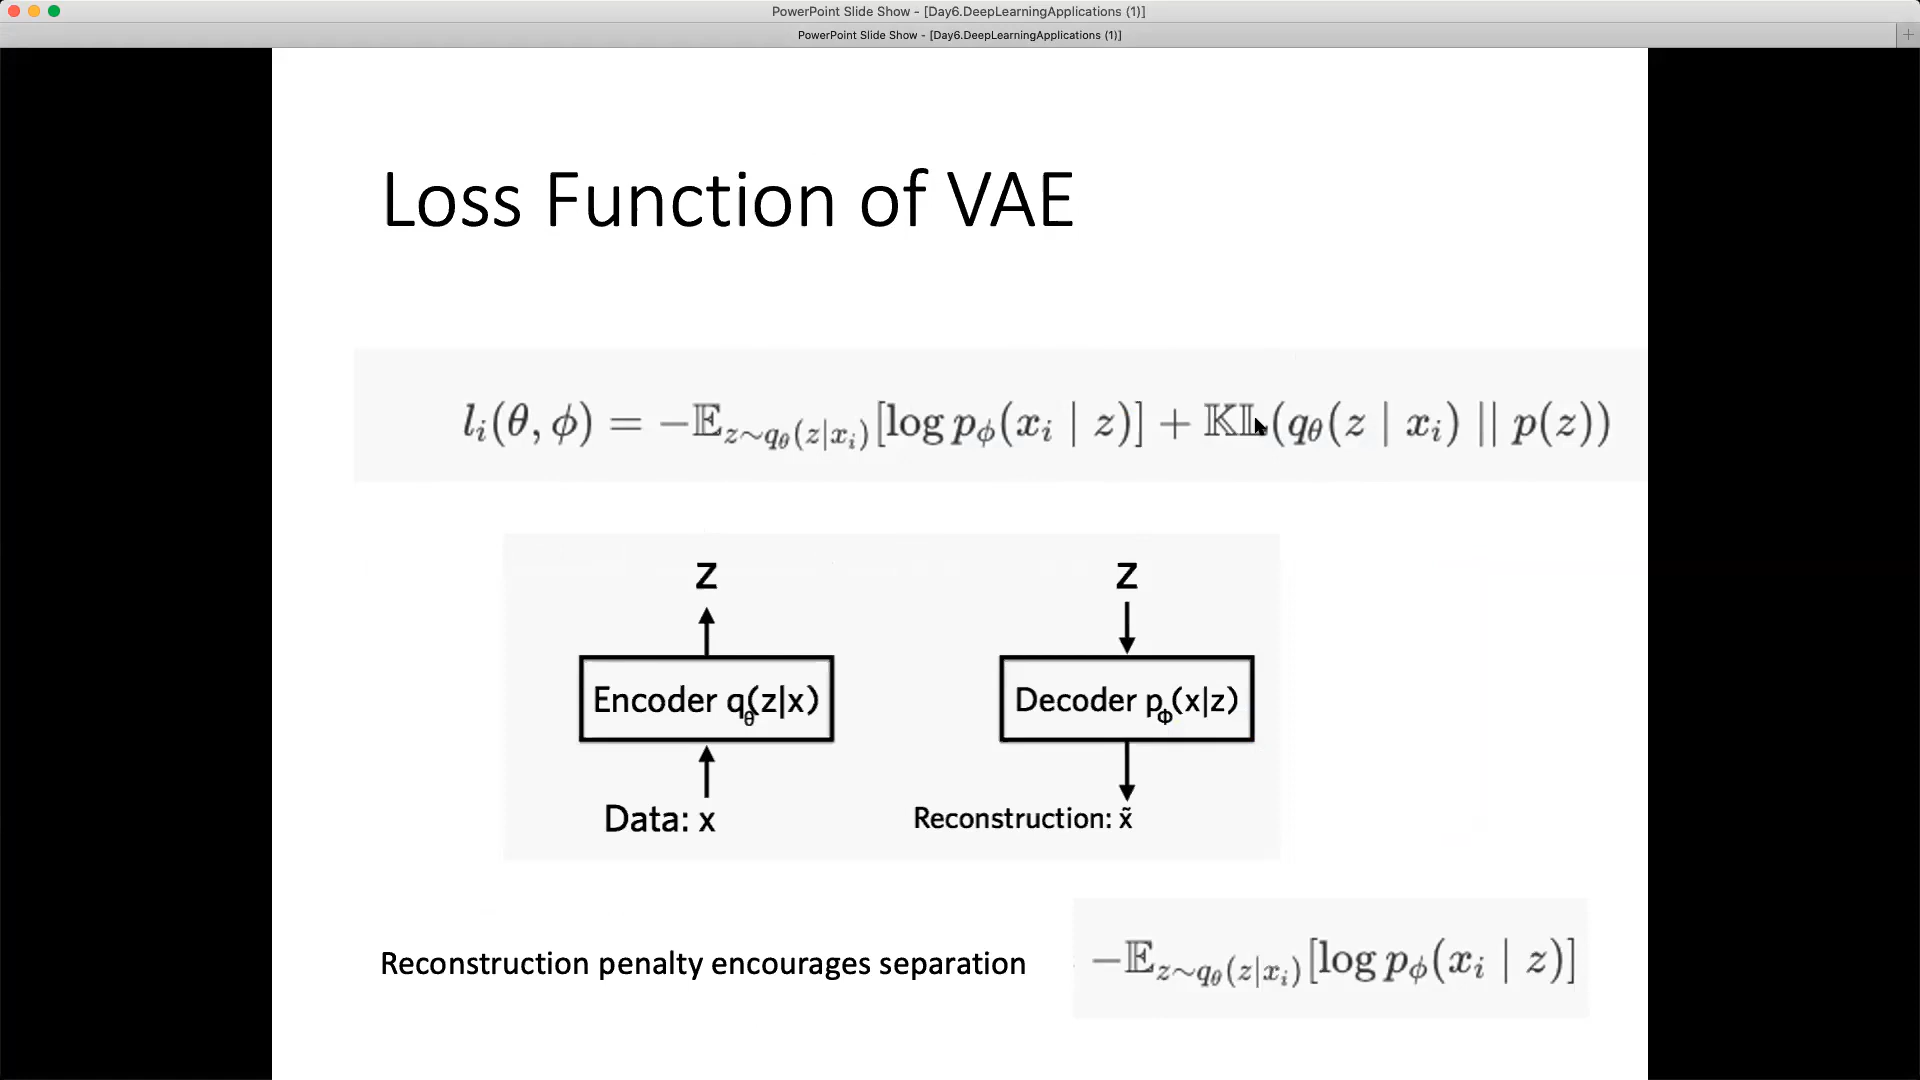 PowerPoint Slide Show - [Day6.DeepLearningApplications (1)]
PowerPoint Slide Show - [Day6.DeepLearningApplications (1)]
+
Loss Function of VAE
l_i(θ, ϕ) = −𝔼_{z∼q_θ(z|x_i)}[log p_ϕ(x_i | z)] + 𝕂𝕃(q_θ(z | x_i) || p(z))
z z
Encoder q_θ(z|x) Decoder p_Φ(x|z)
Data: x Reconstruction: x̃
Reconstruction penalty encourages separation −𝔼_{z∼q_θ(z|x_i)}[log p_ϕ(x_i | z)]